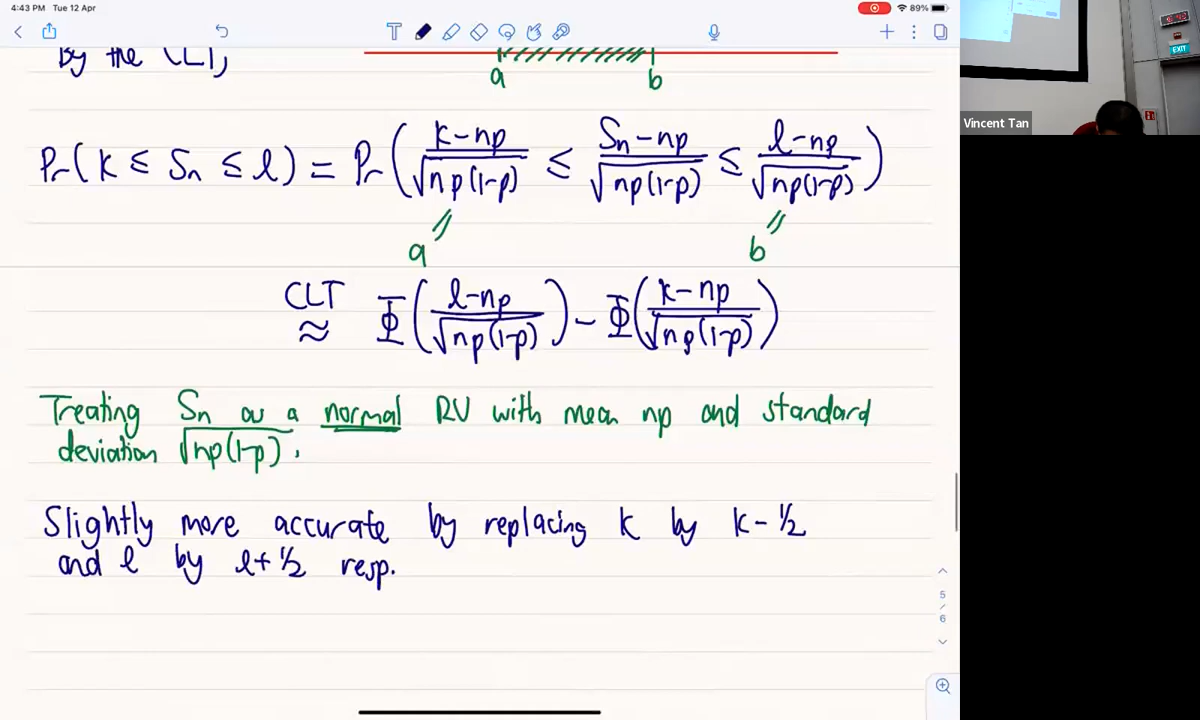 4:43 PM Tue 12 Apr
89%
By the CLT,
a b
Pr( k ≤ Sn ≤ l ) = Pr( (k-np)/√(np(1-p)) ≤ (Sn-np)/√(np(1-p)) ≤ (l-np)/√(np(1-p)) )
a b
CLT ≈ Φ( (l-np)/√(np(1-p)) ) - Φ( (k-np)/√(np(1-p)) )
Treating Sn as a normal RV with mean np and standard
deviation √(np(1-p)).
Slightly more accurate by replacing k by k-1/2
and l by l+1/2 resp.
5
/
6
Vincent Tan
EXIT